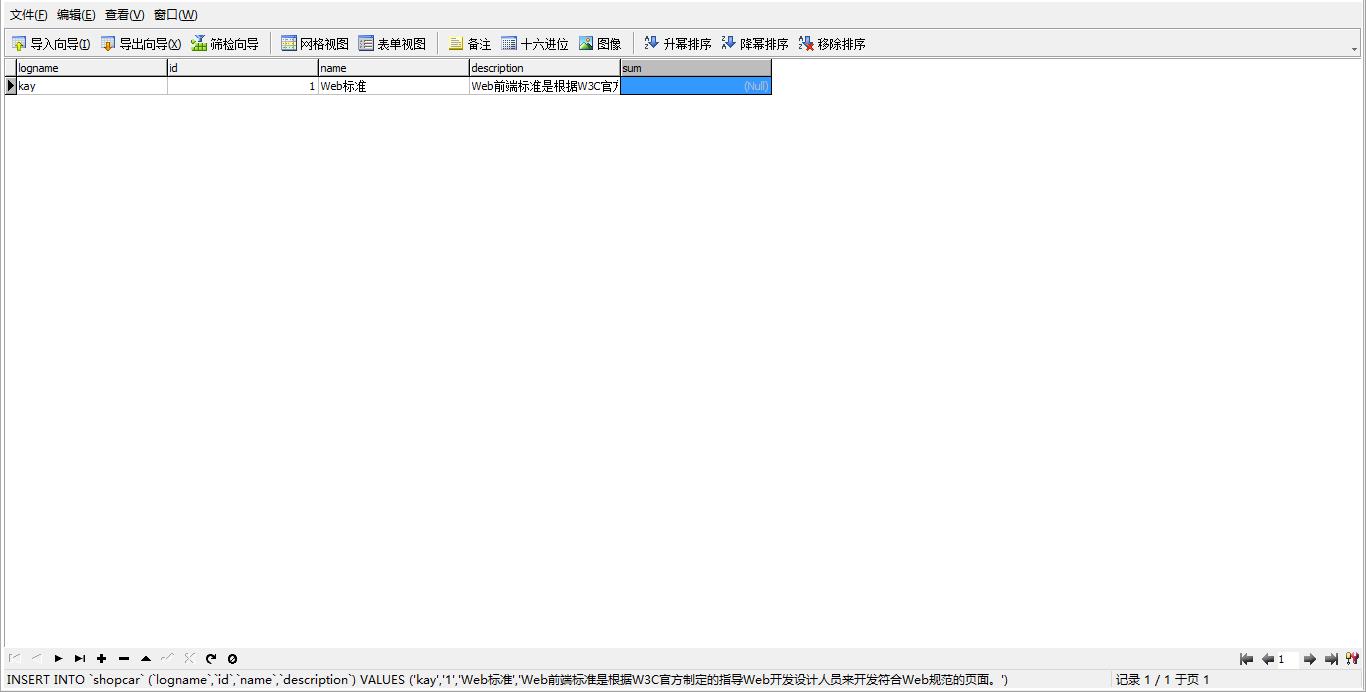 文件(F) 编辑(E) 查看(V) 窗口(W)
导入向导(I) 导出向导(X) 筛检向导 网格视图 表单视图 备注 十六进位 图像 升幂排序 降幂排序 移除排序
logname id name description sum
kay 1 Web标准 Web前端标准是根据W3C官方 (Null)
1
INSERT INTO `shopcar` (`logname`,`id`,`name`,`description`) VALUES ('kay','1','Web标准','Web前端标准是根据W3C官方制定的指导Web开发设计人员来开发符合Web规范的页面。') 记录 1 / 1 于页 1